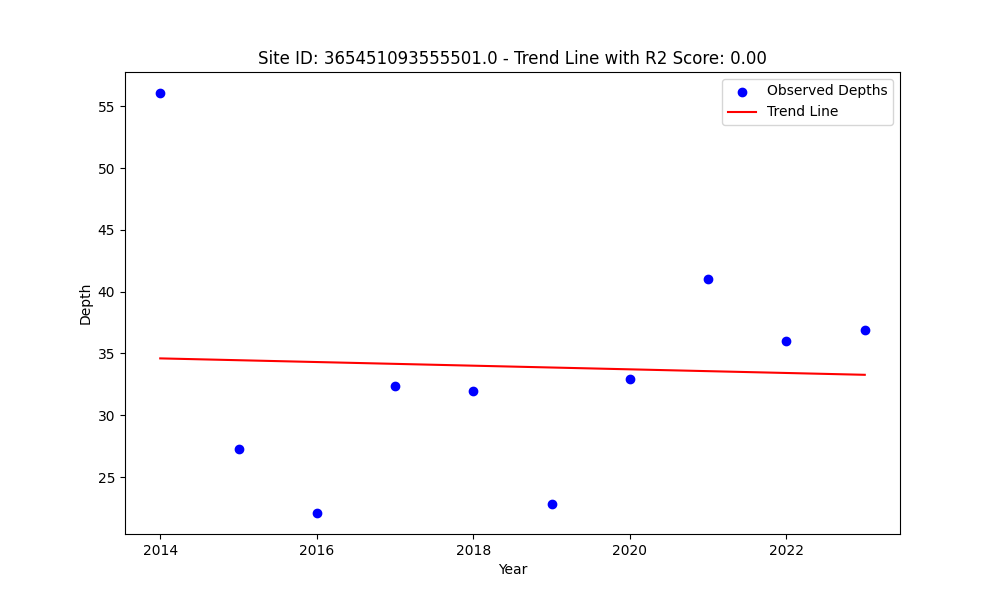 Site ID: 365451093555501.0 - Trend Line with R2 Score: 0.00
Observed Depths
Trend Line
55
50
45
40
35
30
25
Depth
2014
2016
2018
2020
2022
Year